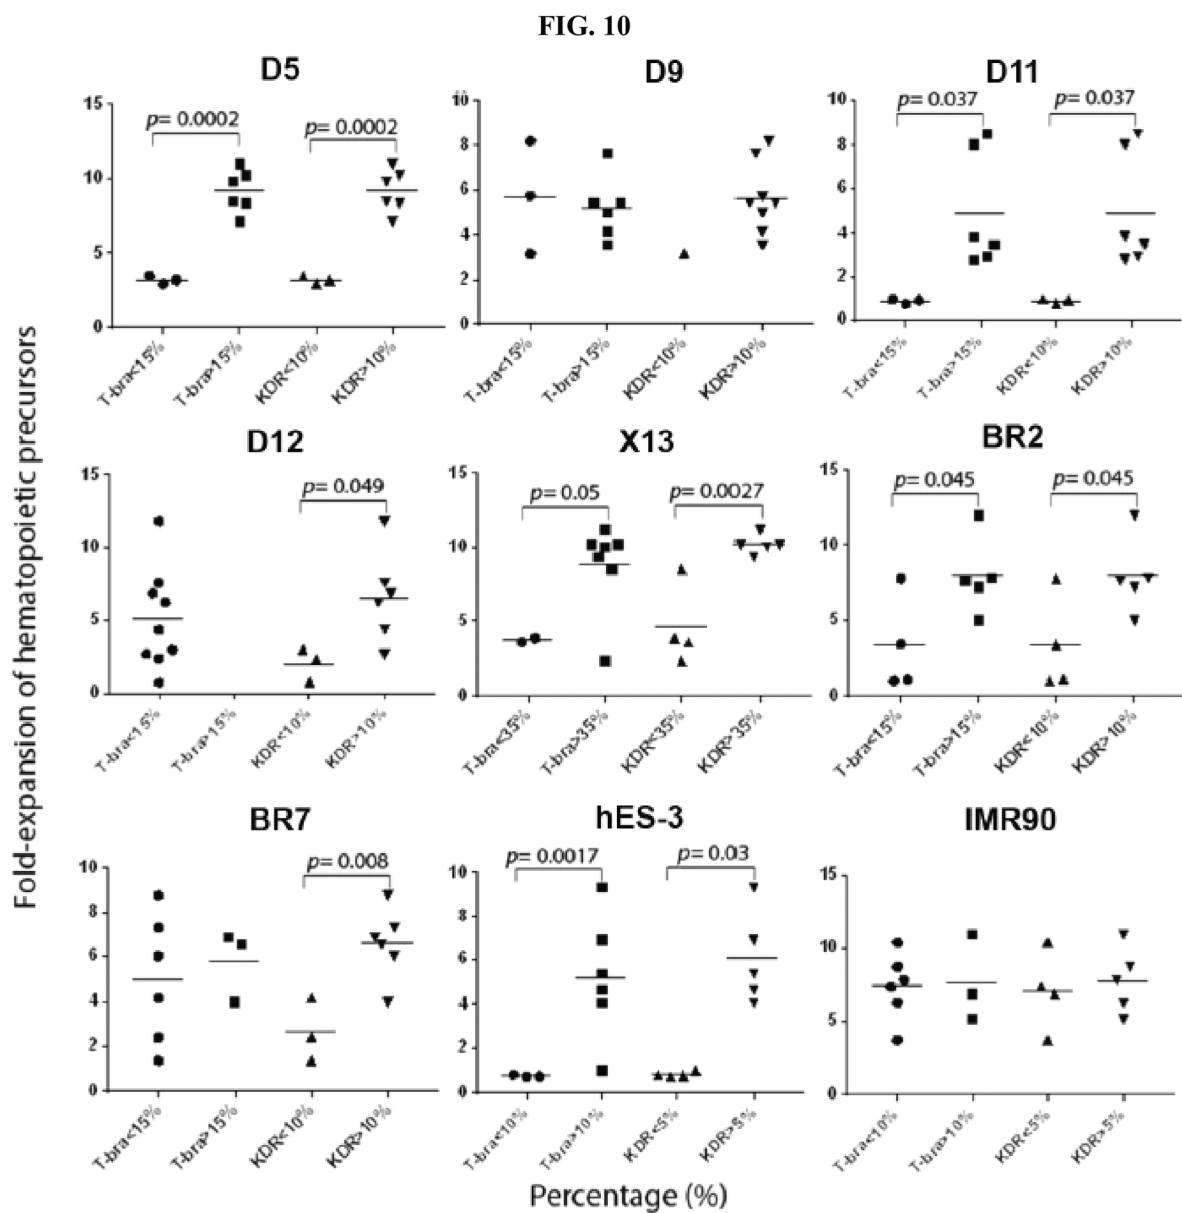 FIG. 10
Fold-expansion of hematopoietic precursors
D5
p= 0.0002
p= 0.0002
15
10
5
0
T-bra<15%
T-bra>15%
KDR<10%
KDR>10%
D9
10
8
6
4
2
0
T-bra<15%
T-bra>15%
KDR<10%
KDR>10%
D11
p= 0.037
p= 0.037
10
8
6
4
2
0
T-bra<15%
T-bra>15%
KDR<10%
KDR>10%
D12
p= 0.049
15
10
5
0
T-bra<15%
T-bra>15%
KDR<10%
KDR>10%
X13
p= 0.05
p= 0.0027
15
10
5
0
T-bra<35%
T-bra>35%
KDR<35%
KDR>35%
BR2
p= 0.045
p= 0.045
15
10
5
0
T-bra<15%
T-bra>15%
KDR<10%
KDR>10%
BR7
p= 0.008
10
8
6
4
2
0
T-bra<15%
T-bra>15%
KDR<10%
KDR>10%
hES-3
p= 0.0017
p= 0.03
10
8
6
4
2
0
T-bra<10%
T-bra>10%
KDR<5%
KDR>5%
IMR90
15
10
5
0
T-bra<10%
T-bra>10%
KDR<5%
KDR>5%
Percentage (%)